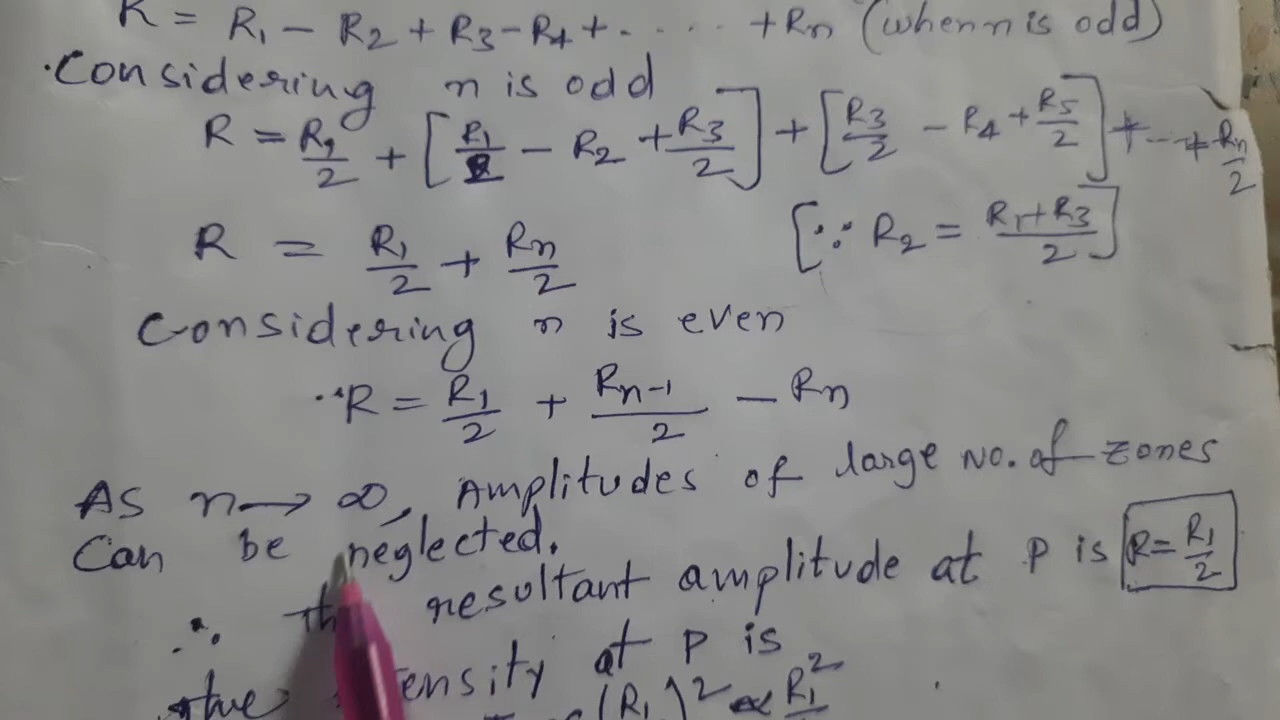 R = R₁ - R₂ + R₃ - R₄ + ..... + Rn (when n is odd)
Considering n is odd
R = R₁/2 + [R₁/2 - R₂ + R₃/2] + [R₃/2 - R₄ + R₅/2] + --- + Rn/2
R = R₁/2 + Rn/2 [∵ R₂ = (R₁+R₃)/2]
Considering n is even
∴ R = R₁/2 + Rn-1/2 - Rn
As n → ∞, Amplitudes of large No. of zones
Can be neglected.
∴ resultant amplitude at P is R = R₁/2
at P is
(R₁ )² ∝ R₁²